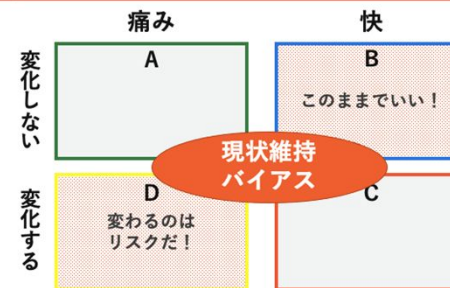 痛み
快
変化しない
A
B
このままでいい！
現状維持
バイアス
変化する
D
変わるのは
リスクだ！
C